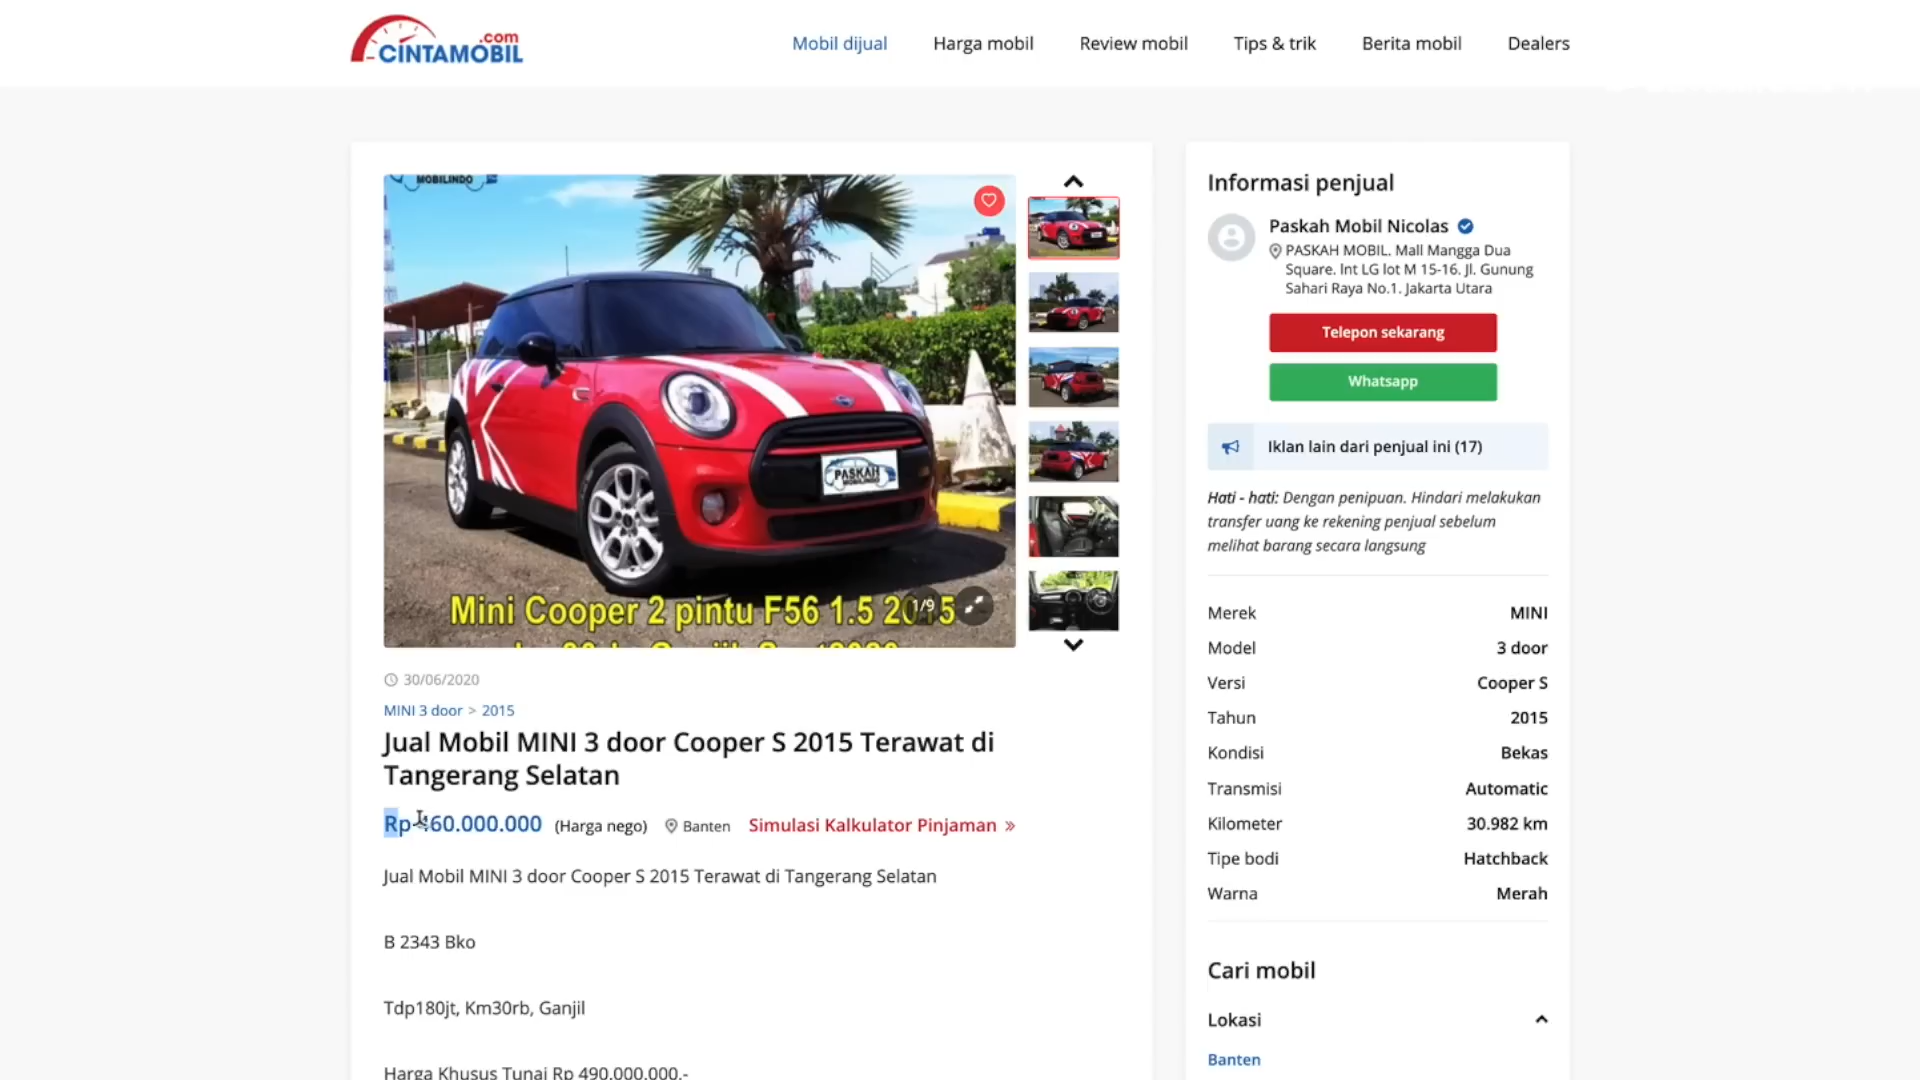 .com
CINTAMOBIL
Mobil dijual
Harga mobil
Review mobil
Tips & trik
Berita mobil
Dealers
MOBILINDO
PASKAH
MOBILINDO
Mini Cooper 2 pintu F56 1.5 2015
1/9
30/06/2020
MINI 3 door > 2015
Jual Mobil MINI 3 door Cooper S 2015 Terawat di
Tangerang Selatan
Rp 460.000.000 (Harga nego) Banten Simulasi Kalkulator Pinjaman »
Jual Mobil MINI 3 door Cooper S 2015 Terawat di Tangerang Selatan
B 2343 Bko
Tdp180jt, Km30rb, Ganjil
Harga Khusus Tunai Rp 490.000.000,-
Informasi penjual
Paskah Mobil Nicolas
PASKAH MOBIL. Mall Mangga Dua
Square. Int LG lot M 15-16. Jl. Gunung
Sahari Raya No.1. Jakarta Utara
Telepon sekarang
Whatsapp
Iklan lain dari penjual ini (17)
Hati - hati: Dengan penipuan. Hindari melakukan
transfer uang ke rekening penjual sebelum
melihat barang secara langsung
Merek MINI
Model 3 door
Versi Cooper S
Tahun 2015
Kondisi Bekas
Transmisi Automatic
Kilometer 30.982 km
Tipe bodi Hatchback
Warna Merah
Cari mobil
Lokasi
Banten